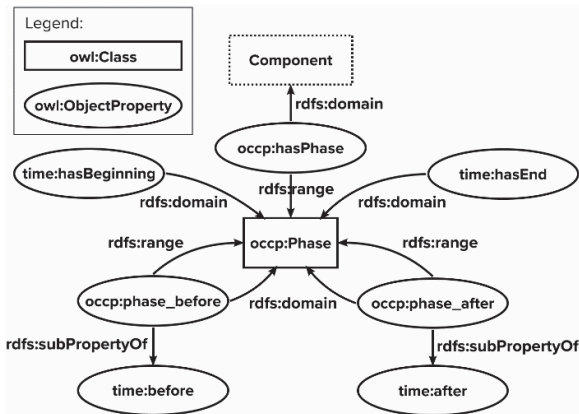 Legend:
owl:Class
owl:ObjectProperty
Component
rdfs:domain
occp:hasPhase
time:hasBeginning
time:hasEnd
rdfs:range
rdfs:domain
rdfs:domain
occp:Phase
rdfs:range
rdfs:range
occp:phase_before
rdfs:domain
occp:phase_after
rdfs:subPropertyOf
rdfs:subPropertyOf
time:before
time:after